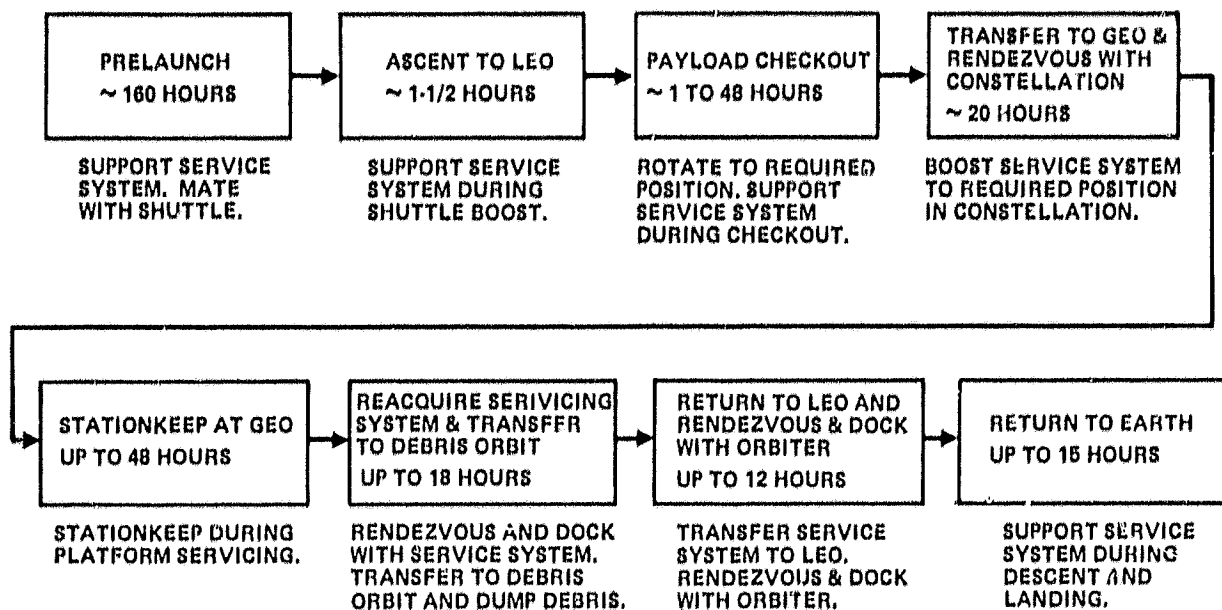 PRELAUNCH
~ 160 HOURS
SUPPORT SERVICE
SYSTEM. MATE
WITH SHUTTLE.
ASCENT TO LEO
~ 1-1/2 HOURS
SUPPORT SERVICE
SYSTEM DURING
SHUTTLE BOOST.
PAYLOAD CHECKOUT
~ 1 TO 48 HOURS
ROTATE TO REQUIRED
POSITION. SUPPORT
SERVICE SYSTEM
DURING CHECKOUT.
TRANSFER TO GEO &
RENDEZVOUS WITH
CONSTELLATION
~ 20 HOURS
BOOST SERVICE SYSTEM
TO REQUIRED POSITION
IN CONSTELLATION.
STATIONKEEP AT GEO
UP TO 48 HOURS
STATIONKEEP DURING
PLATFORM SERVICING.
REACQUIRE SERIVICING
SYSTEM & TRANSFER
TO DEBRIS ORBIT
UP TO 18 HOURS
RENDEZVOUS AND DOCK
WITH SERVICE SYSTEM.
TRANSFER TO DEBRIS
ORBIT AND DUMP DEBRIS.
RETURN TO LEO AND
RENDEZVOUS & DOCK
WITH ORBITER
UP TO 12 HOURS
TRANSFER SERVICE
SYSTEM TO LEO.
RENDEZVOUS & DOCK
WITH ORBITER.
RETURN TO EARTH
UP TO 15 HOURS
SUPPORT SERVICE
SYSTEM DURING
DESCENT AND
LANDING.